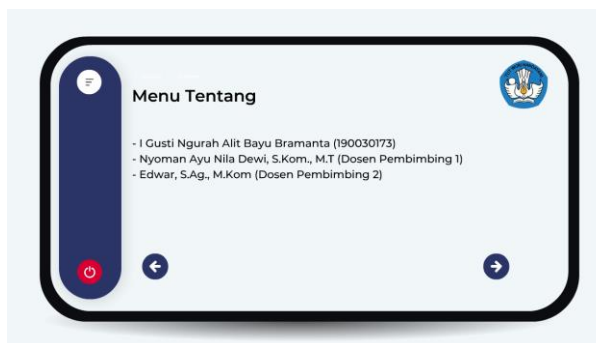 Menu Tentang
- I Gusti Ngurah Alit Bayu Bramanta (190030173)
- Nyoman Ayu Nila Dewi, S.Kom., M.T (Dosen Pembimbing 1)
- Edwar, S.Ag., M.Kom (Dosen Pembimbing 2)